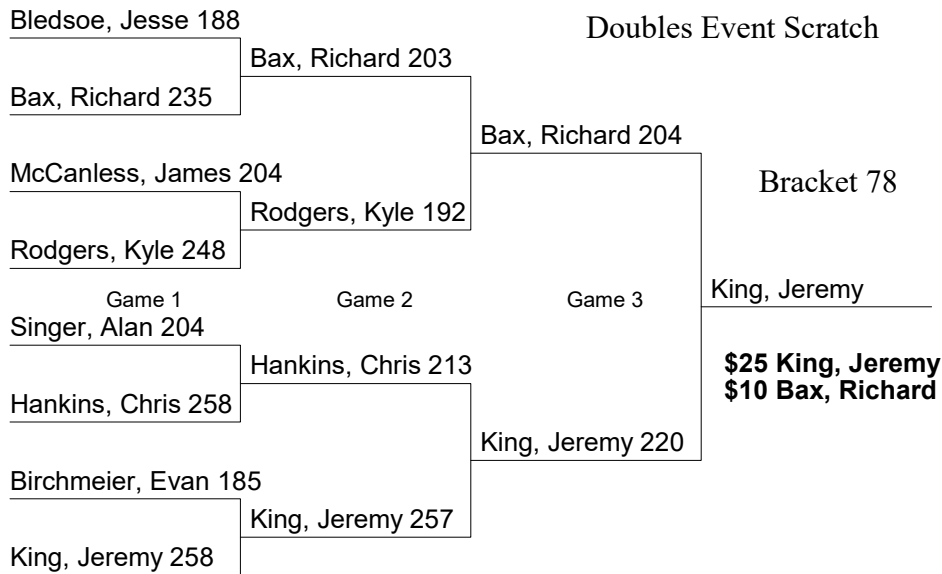 Bledsoe, Jesse 188
Doubles Event Scratch
Bax, Richard 203
Bax, Richard 235
Bax, Richard 204
McCanless, James 204
Bracket 78
Rodgers, Kyle 192
Rodgers, Kyle 248
Game 1
Game 2
Game 3
King, Jeremy
Singer, Alan 204
Hankins, Chris 213
$25 King, Jeremy
$10 Bax, Richard
Hankins, Chris 258
King, Jeremy 220
Birchmeier, Evan 185
King, Jeremy 257
King, Jeremy 258